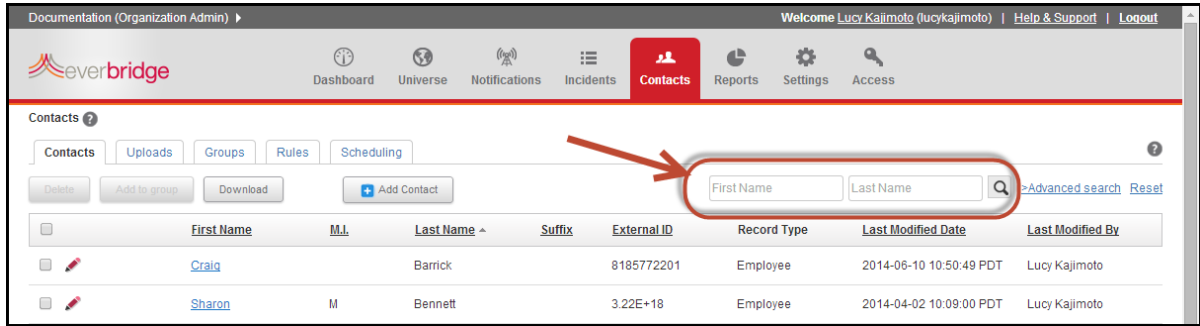 Documentation (Organization Admin) Welcome Lucy Kajimoto (lucykajimoto) | Help & Support | Logout
everbridge
Dashboard Universe Notifications Incidents Contacts Reports Settings Access
Contacts ?
Contacts Uploads Groups Rules Scheduling ?
Delete Add to group Download Add Contact First Name Last Name >Advanced search Reset
First Name M.I. Last Name Suffix External ID Record Type Last Modified Date Last Modified By
Craig Barrick 8185772201 Employee 2014-06-10 10:50:49 PDT Lucy Kajimoto
Sharon M Bennett 3.22E+18 Employee 2014-04-02 10:09:00 PDT Lucy Kajimoto